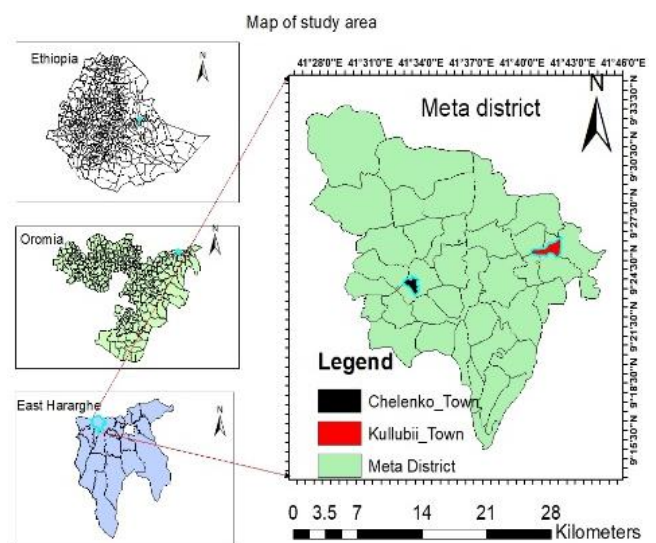 Map of study area
Ethiopia
N
Oromia
N
East Hararghe
N
41°28'0"E 41°31'0"E 41°34'0"E 41°37'0"E 41°40'0"E 41°43'0"E 41°46'0"E
Meta district
N
9°33'30"N
9°30'30"N
9°27'30"N
9°24'30"N
9°21'30"N
9°18'30"N
9°15'30"N
Legend
Chelenko_Town
Kullubii_Town
Meta District
0 3.5 7 14 21 28
Kilometers